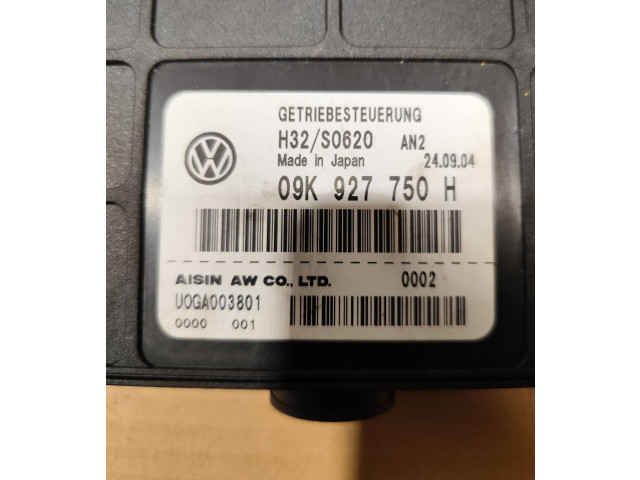 GETRIEBESTEUERUNG
H32/S0620 AN2
Made in Japan 24.09.04
09K 927 750 H
AISIN AW CO., LTD. 0002
UOGA003801
0000 001